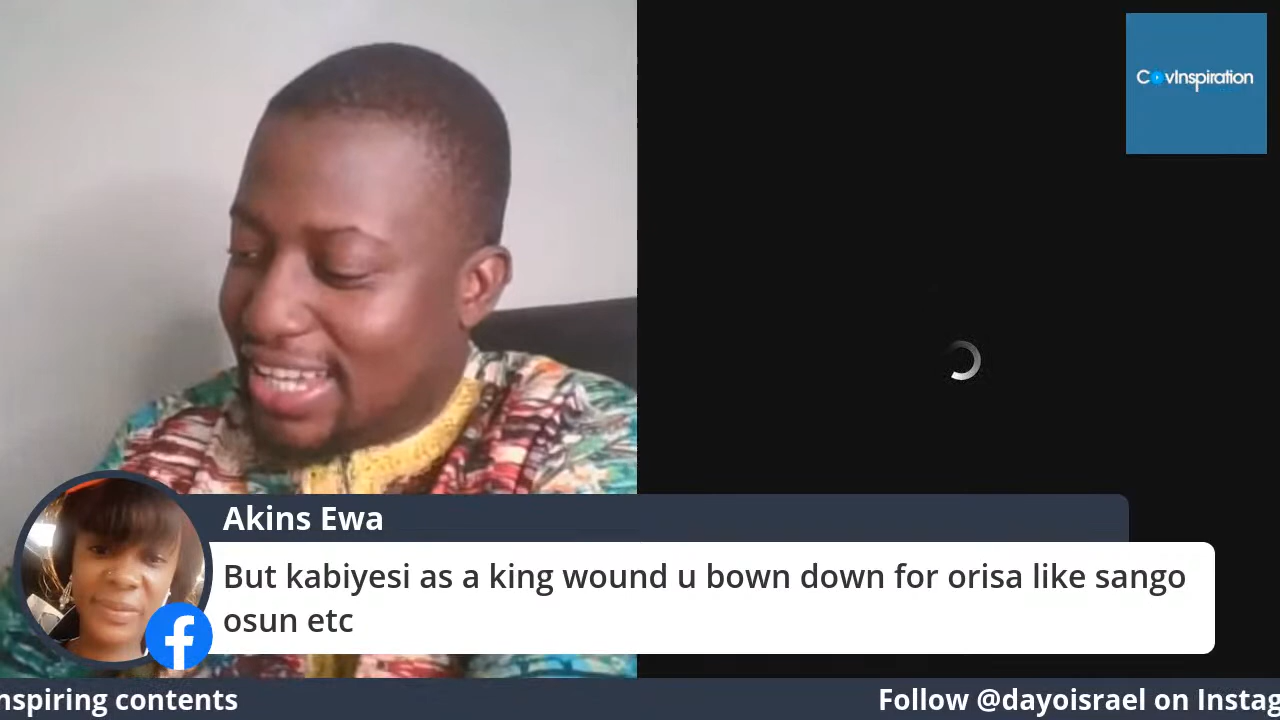 CovInspiration
Akins Ewa
But kabiyesi as a king wound u bown down for orisa like sango
osun etc
nspiring contents
Follow @dayoisrael on Instag